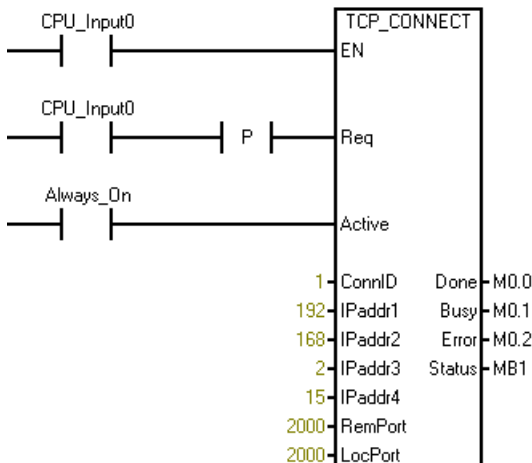 CPU_Input0 TCP_CONNECT
EN
CPU_Input0
P Req
Always_On
Active
1 ConnID Done M0.0
192 IPaddr1 Busy M0.1
168 IPaddr2 Error M0.2
2 IPaddr3 Status MB1
15 IPaddr4
2000 RemPort
2000 LocPort